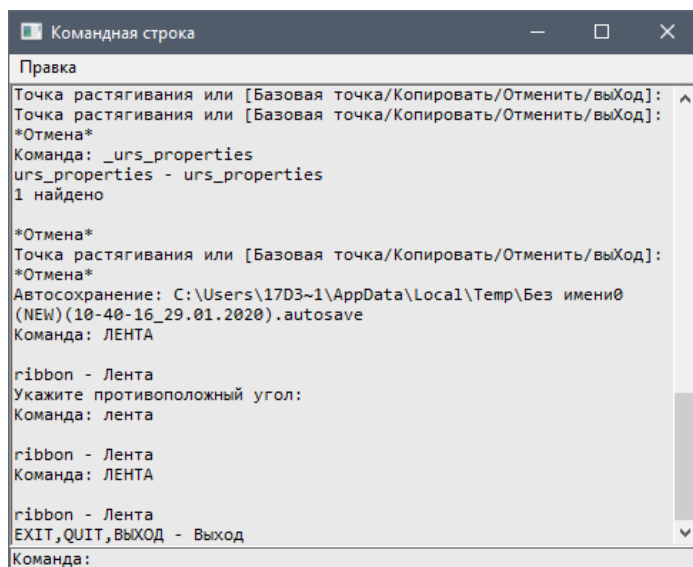 Командная строка
Правка
Точка растягивания или [Базовая точка/Копировать/Отменить/выХод]:
Точка растягивания или [Базовая точка/Копировать/Отменить/выХод]:
*Отмена*
Команда: _urs_properties
urs_properties - urs_properties
1 найдено
*Отмена*
Точка растягивания или [Базовая точка/Копировать/Отменить/выХод]:
*Отмена*
Автосохранение: C:\Users\17D3~1\AppData\Local\Temp\Без имени0
(NEW)(10-40-16_29.01.2020).autosave
Команда: ЛЕНТА
ribbon - Лента
Укажите противоположный угол:
Команда: лента
ribbon - Лента
Команда: ЛЕНТА
ribbon - Лента
EXIT,QUIT,ВЫХОД - Выход
Команда: